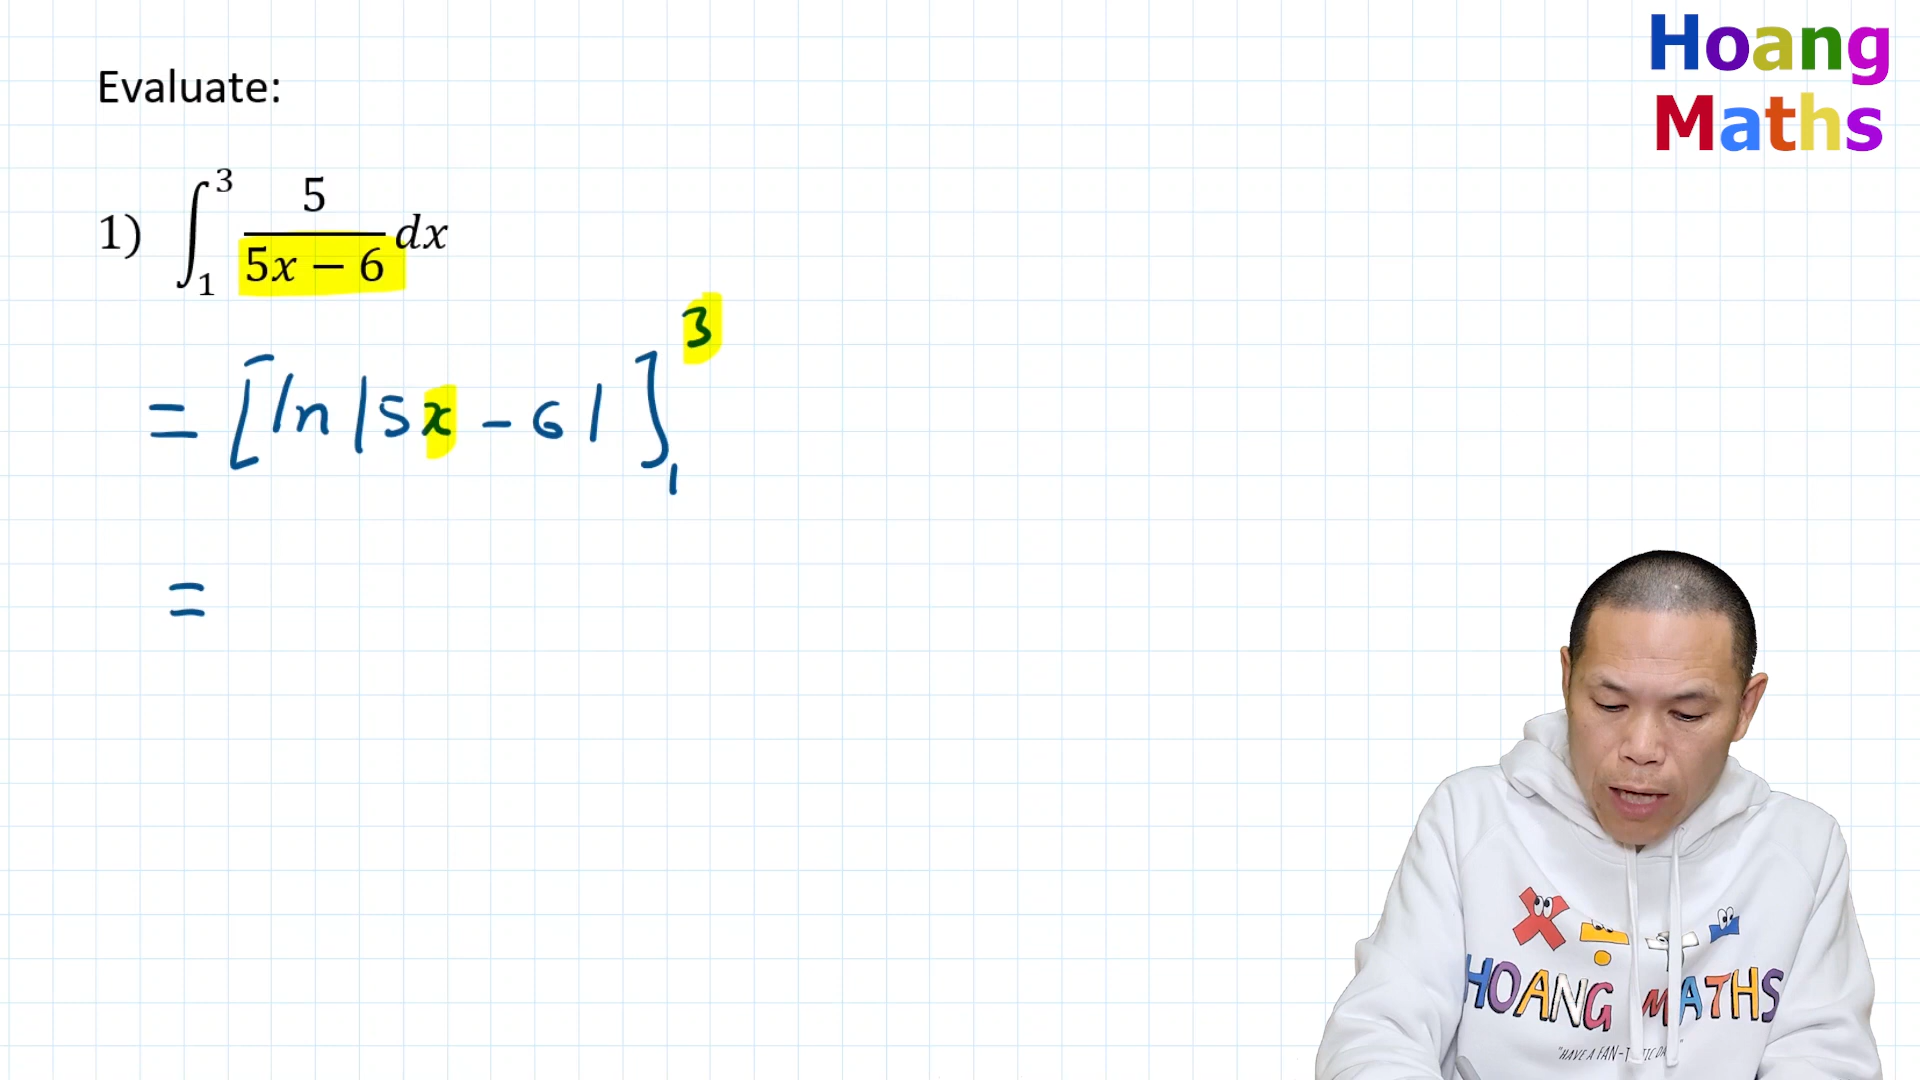 Hoang
Maths
Evaluate:
1) ∫₁³ 5/(5x − 6) dx
= [ln |5x - 6|]₁³
=
HOANG MATHS